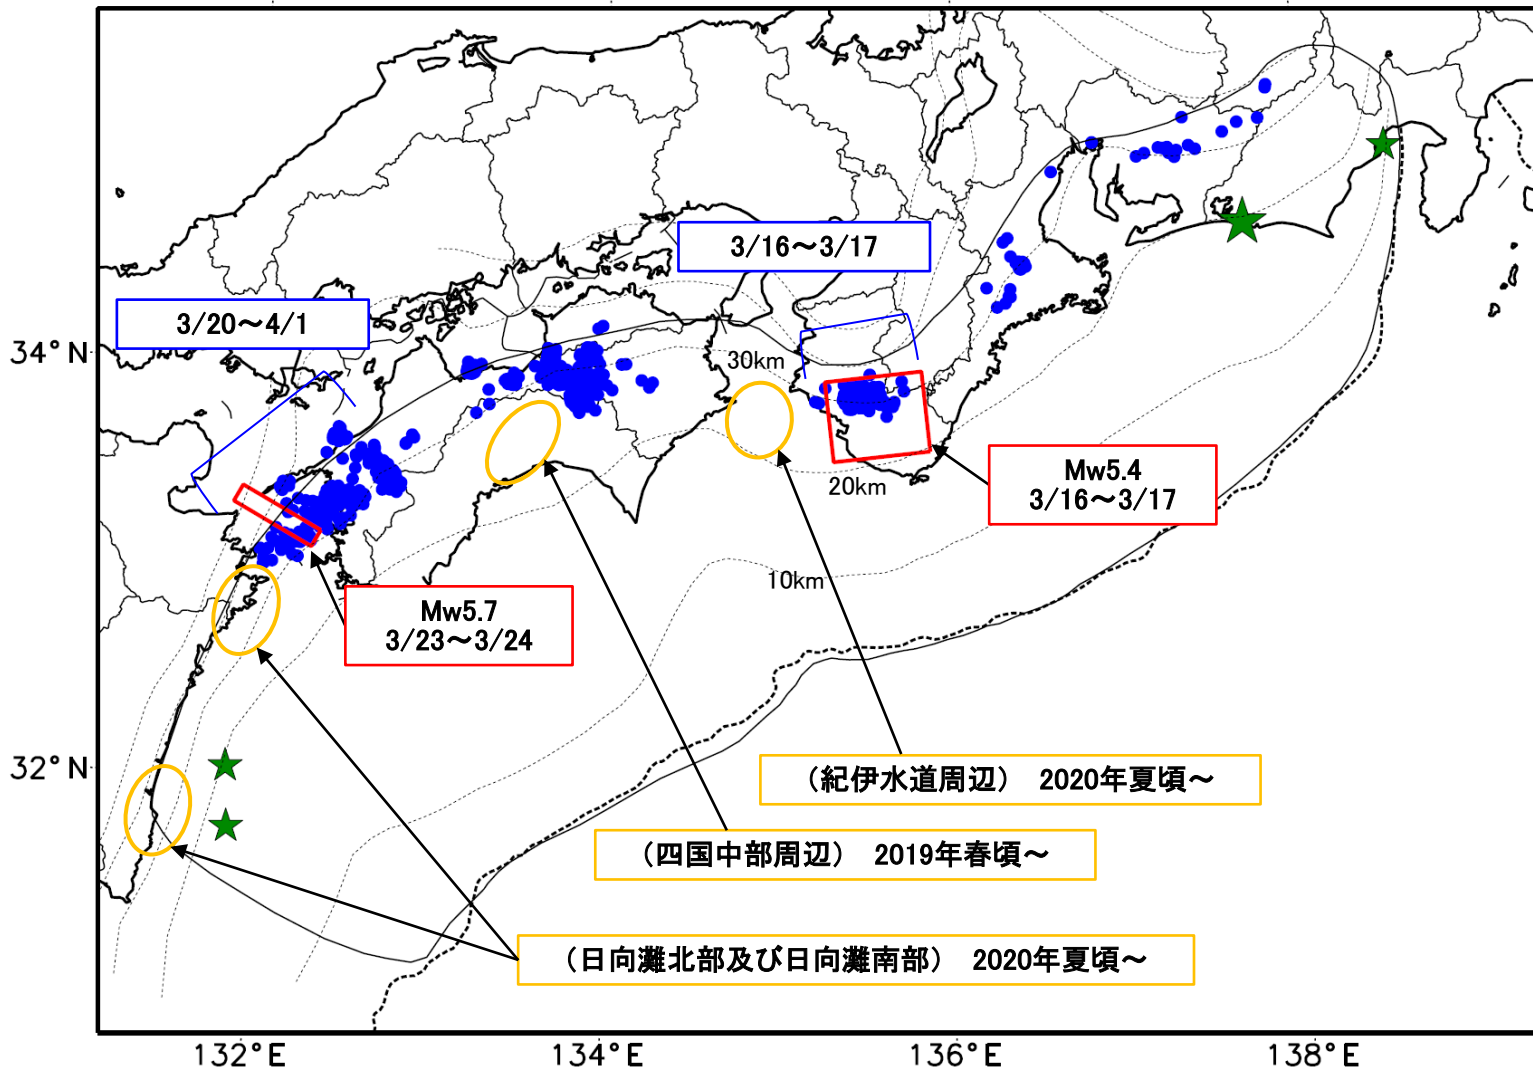 3/16～3/17
3/20～4/1
34°N
30km
20km
Mw5.4
3/16～3/17
10km
Mw5.7
3/23～3/24
32°N
（紀伊水道周辺） 2020年夏頃～
（四国中部周辺） 2019年春頃～
（日向灘北部及び日向灘南部） 2020年夏頃～
132°E
134°E
136°E
138°E